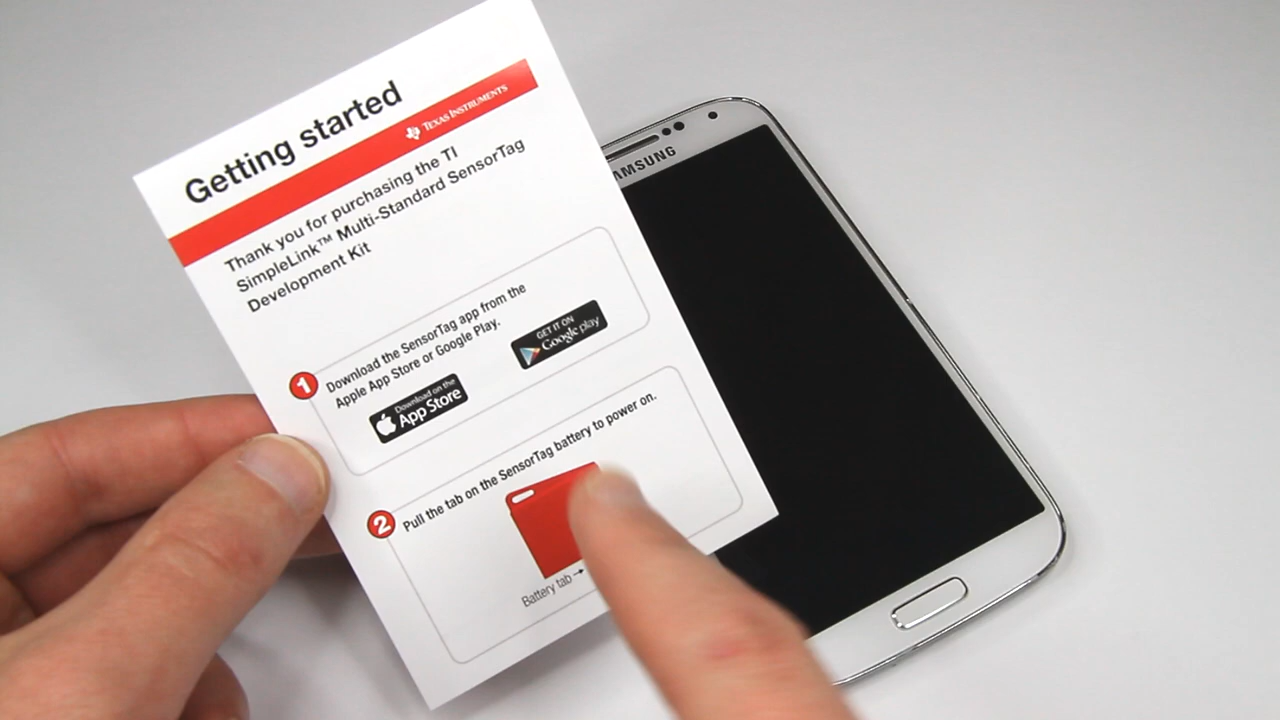 Getting started
TEXAS INSTRUMENTS
Thank you for purchasing the TI
SimpleLink™ Multi-Standard SensorTag
Development Kit
1
Download the SensorTag app from the
Apple App Store or Google Play.
Download on the
App Store
GET IT ON
Google play
2
Pull the tab on the SensorTag battery to power on.
Battery tab →
AMSUNG